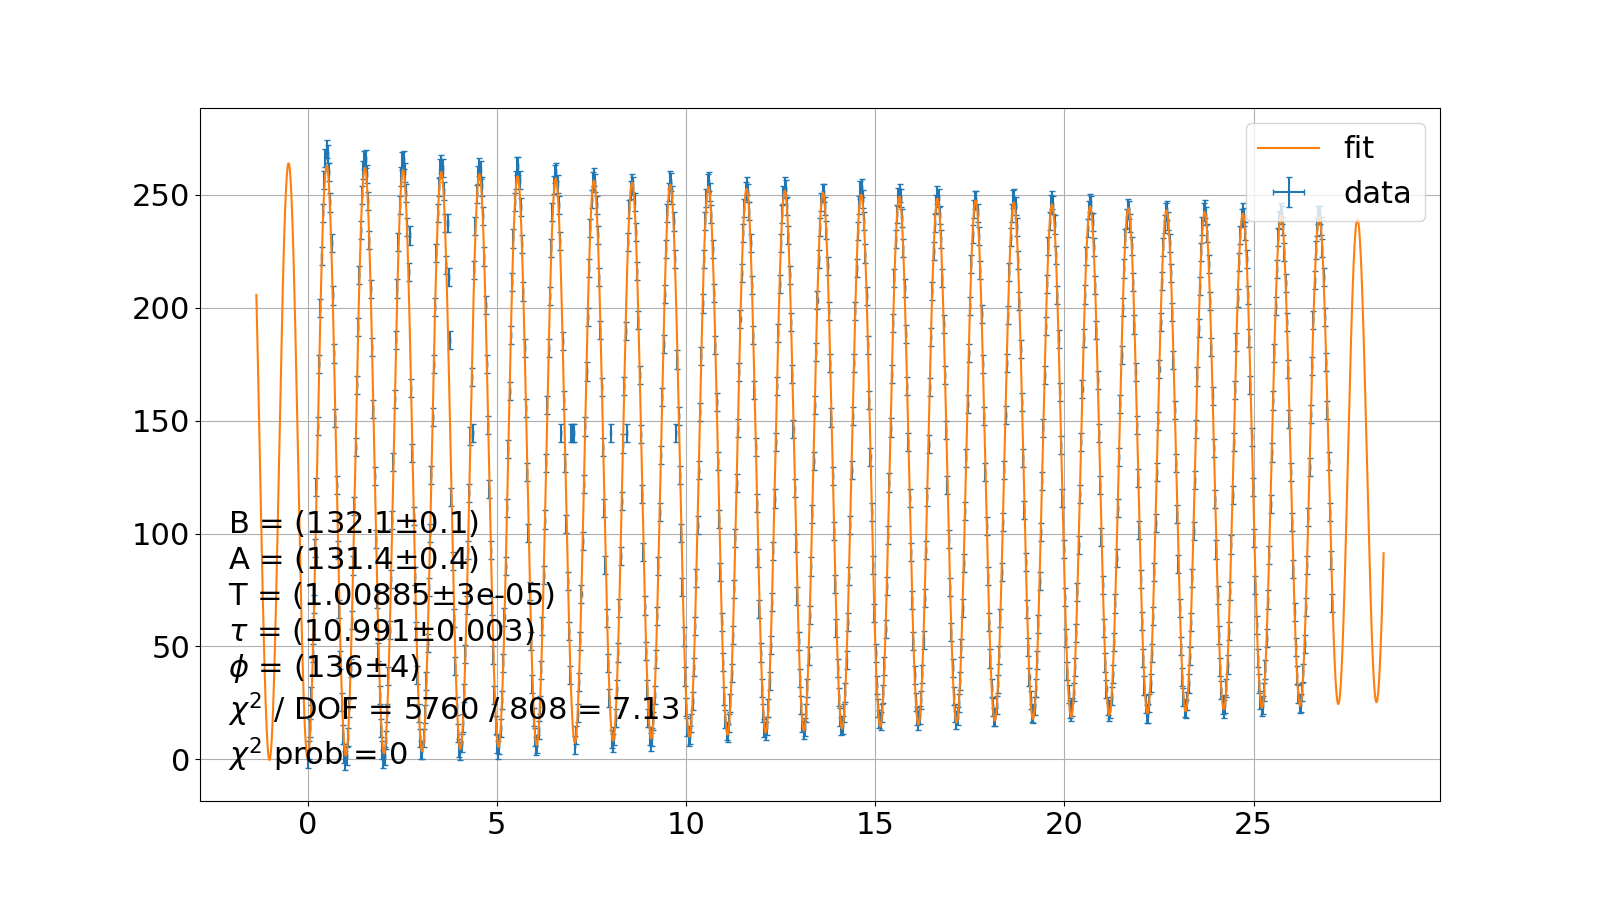 fit
data
250
200
150
100
50
0
B = (132.1±0.1)
A = (131.4±0.4)
T = (1.00885±3e-05)
τ = (10.991±0.003)
ϕ = (136±4)
χ² / DOF = 5760 / 808 = 7.13
χ² prob = 0
0 5 10 15 20 25